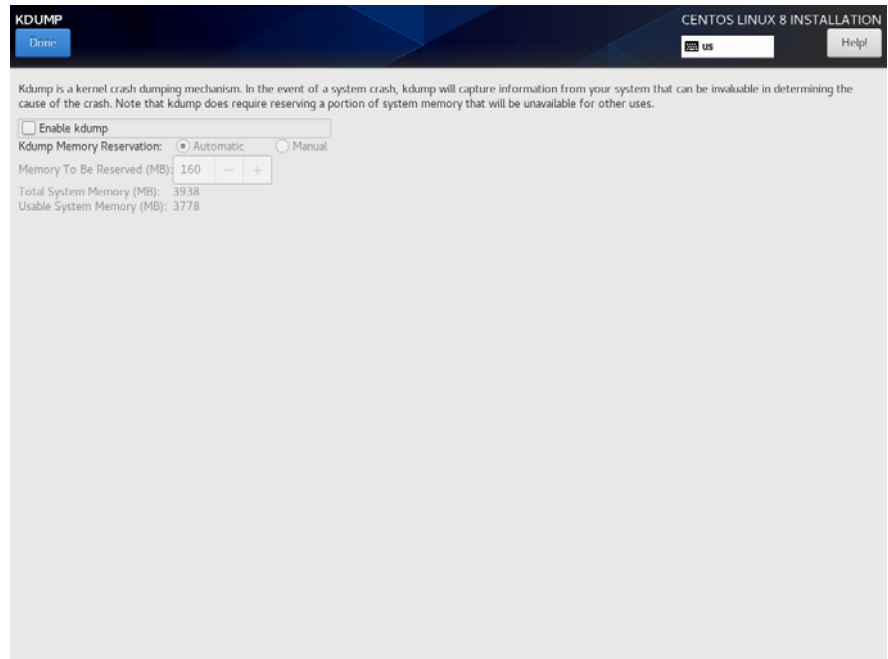 KDUMP
CENTOS LINUX 8 INSTALLATION
Done
us
Help!
Kdump is a kernel crash dumping mechanism. In the event of a system crash, kdump will capture information from your system that can be invaluable in determining the
cause of the crash. Note that kdump does require reserving a portion of system memory that will be unavailable for other uses.
Enable kdump
Kdump Memory Reservation: Automatic Manual
Memory To Be Reserved (MB): 160 − +
Total System Memory (MB): 3938
Usable System Memory (MB): 3778